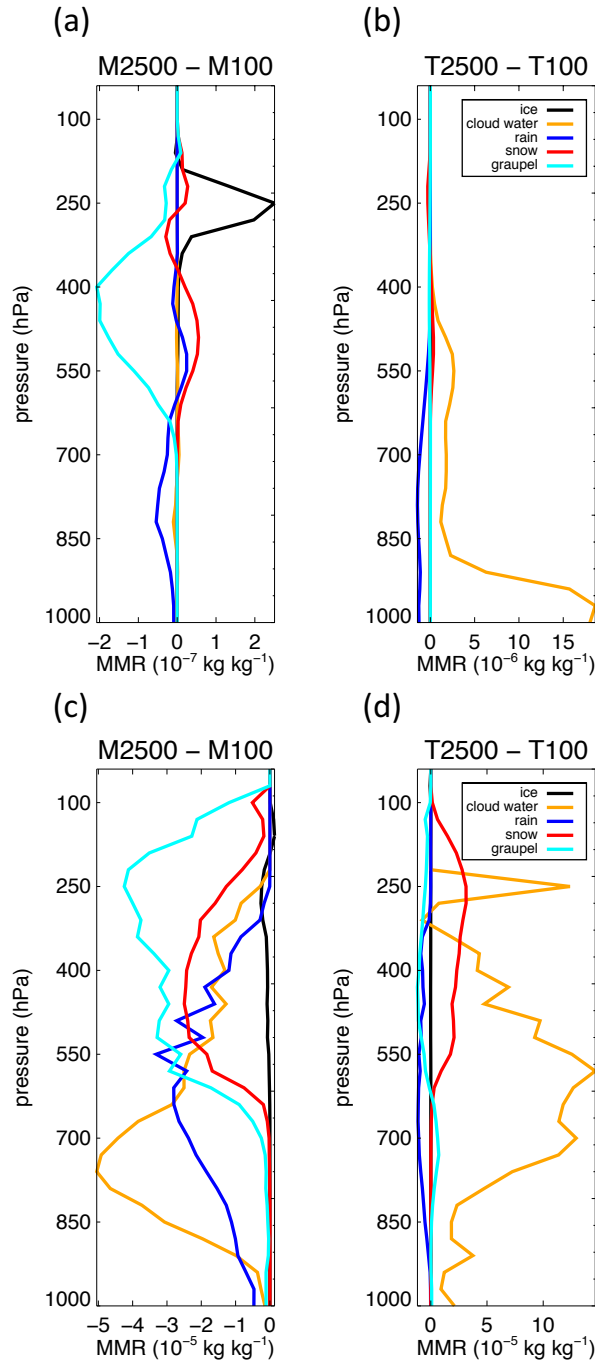 (a)
M2500 – M100
100
250
400
550
700
850
1000
pressure (hPa)
−2 −1 0 1 2
MMR (10⁻⁷ kg kg⁻¹)
(b)
T2500 – T100
ice
cloud water
rain
snow
graupel
100
250
400
550
700
850
1000
pressure (hPa)
0 5 10 15
MMR (10⁻⁶ kg kg⁻¹)
(c)
M2500 – M100
100
250
400
550
700
850
1000
pressure (hPa)
−5 −4 −3 −2 −1 0
MMR (10⁻⁵ kg kg⁻¹)
(d)
T2500 – T100
ice
cloud water
rain
snow
graupel
100
250
400
550
700
850
1000
pressure (hPa)
0 5 10
MMR (10⁻⁵ kg kg⁻¹)